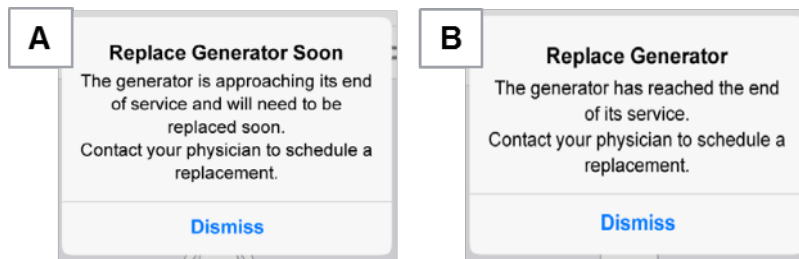 A
Replace Generator Soon
The generator is approaching its end
of service and will need to be
replaced soon.
Contact your physician to schedule a
replacement.
Dismiss
B
Replace Generator
The generator has reached the end
of its service.
Contact your physician to schedule a
replacement.
Dismiss